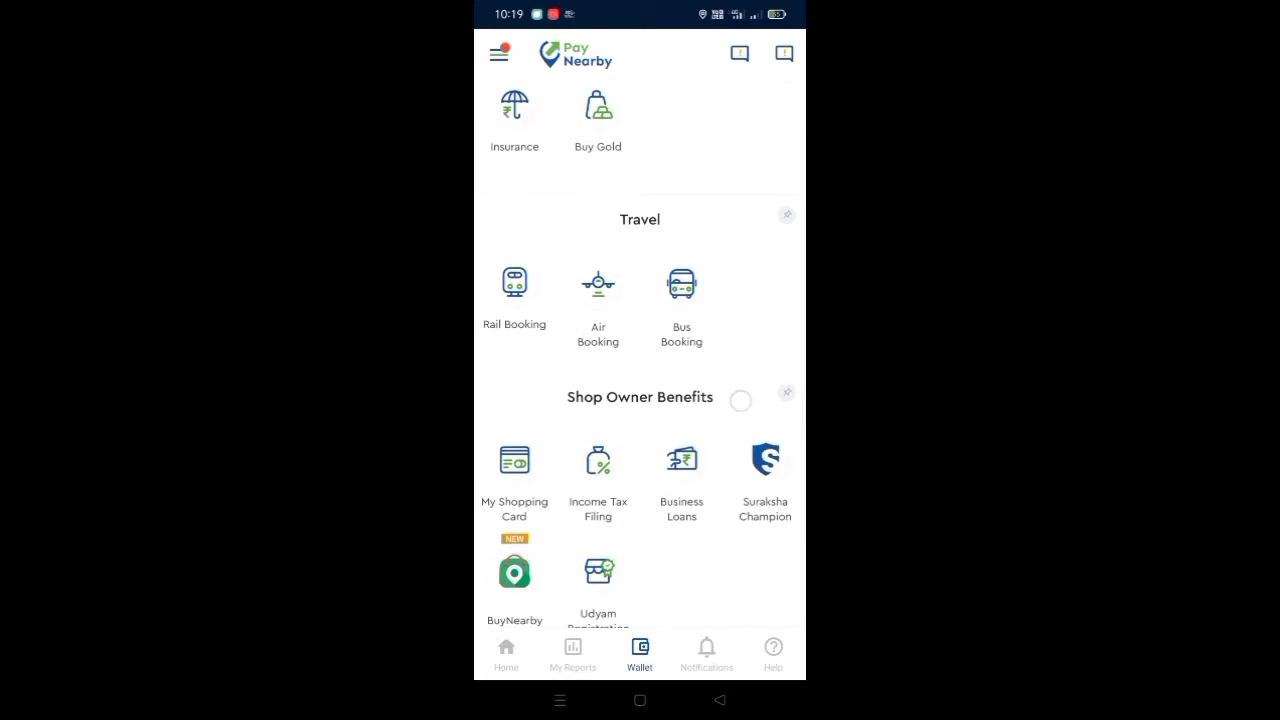 10:19
Pay
Nearby
Insurance
Buy Gold
Travel
Rail Booking
Air
Booking
Bus
Booking
Shop Owner Benefits
My Shopping
Card
Income Tax
Filing
Business
Loans
Suraksha
Champion
NEW
BuyNearby
Udyam
Registration
Home
My Reports
Wallet
Notifications
Help